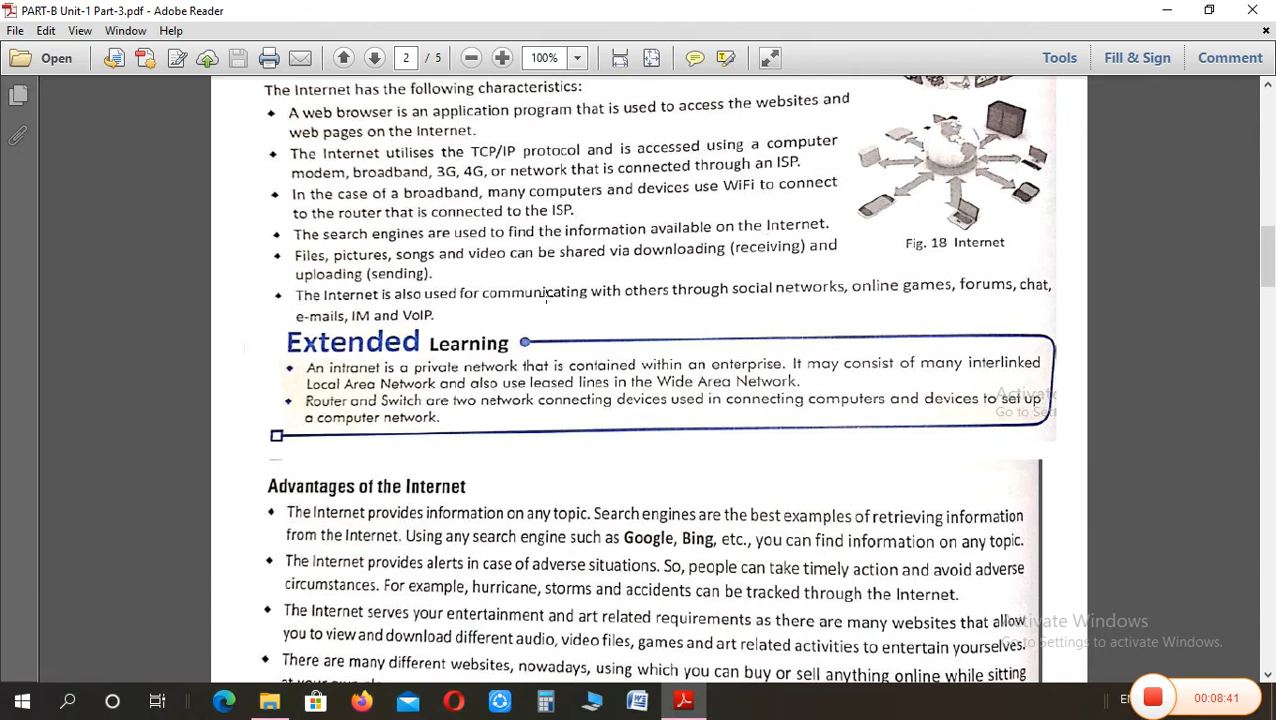 PART-B Unit-1 Part-3.pdf - Adobe Reader
File Edit View Window Help
Open 2 / 5 100% Tools Fill & Sign Comment
The Internet has the following characteristics:
A web browser is an application program that is used to access the websites and
web pages on the Internet.
The Internet utilises the TCP/IP protocol and is accessed using a computer
modem, broadband, 3G, 4G, or network that is connected through an ISP.
In the case of a broadband, many computers and devices use WiFi to connect
to the router that is connected to the ISP.
The search engines are used to find the information available on the Internet.
Files, pictures, songs and video can be shared via downloading (receiving) and
uploading (sending).
Fig. 18 Internet
The Internet is also used for communicating with others through social networks, online games, forums, chat,
e-mails, IM and VoIP.
Extended Learning
An intranet is a private network that is contained within an enterprise. It may consist of many interlinked
Local Area Network and also use leased lines in the Wide Area Network.
Router and Switch are two network connecting devices used in connecting computers and devices to set up
a computer network.
Advantages of the Internet
The Internet provides information on any topic. Search engines are the best examples of retrieving information
from the Internet. Using any search engine such as Google, Bing, etc., you can find information on any topic.
The Internet provides alerts in case of adverse situations. So, people can take timely action and avoid adverse
circumstances. For example, hurricane, storms and accidents can be tracked through the Internet.
The Internet serves your entertainment and art related requirements as there are many websites that allow
you to view and download different audio, video files, games and art related activities to entertain yourselves.
There are many different websites, nowadays, using which you can buy or sell anything online while sitting
Activate Windows
Go to Settings to activate Windows.
00:08:41